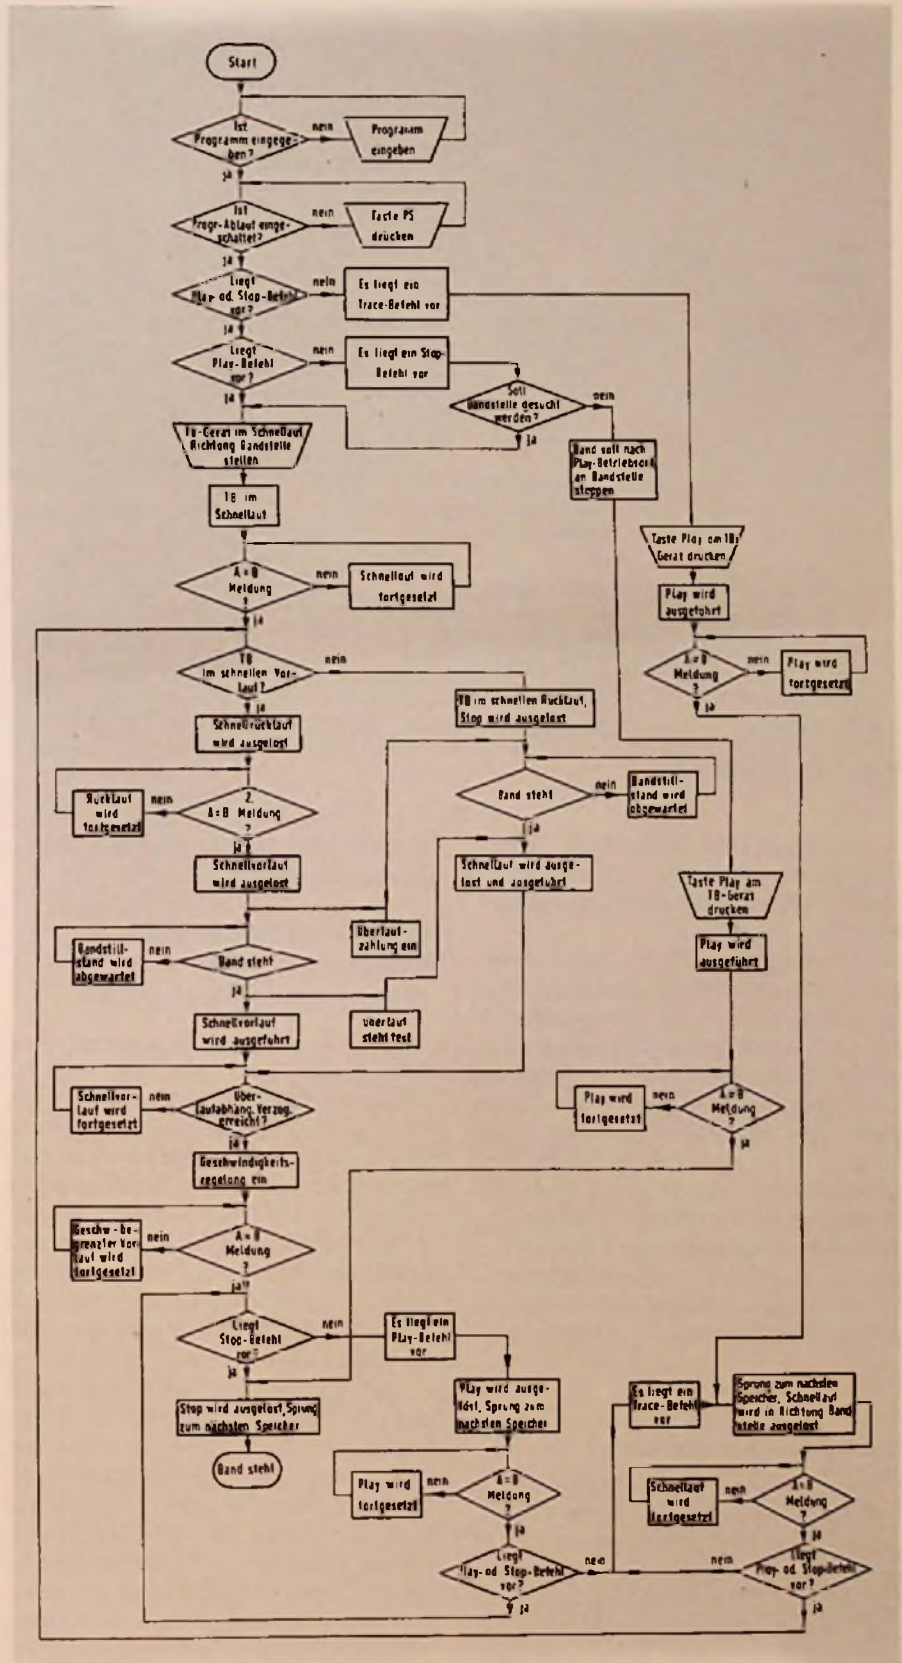 Start
Ist
Programm eingege-
ben?
nein
Programm
eingeben
ja
Ist
Progr-Ablauf einge-
schaltet?
nein
Taste PS
drücken
ja
Liegt
Play- od. Stop-Befehl
vor?
nein
Es liegt ein
Trace-Befehl vor
ja
Liegt
Play-Befehl
vor?
nein
Es liegt ein Stop-
Befehl vor
ja
Soll
Bandstelle gesucht
werden?
nein
ja
TB-Gerät im Schnellauf
Richtung Bandstelle
stellen
Band soll nach
Play-Betriebsart
an Bandstelle
stoppen
TB im
Schnellauf
Taste Play am TB-
Gerät drücken
A=B
Meldung
?
nein
Schnellauf wird
fortgesetzt
ja
Play wird
ausgeführt
A=B
Meldung
?
nein
Play wird
fortgesetzt
ja
TB
im schnellen Vor-
lauf?
nein
ja
TB im schnellen Rücklauf,
Stop wird ausgelöst
Schnellrücklauf
wird ausgelöst
Band steht
nein
Bandstill-
stand wird
abgewartet
ja
2.
A=B Meldung
?
nein
Rücklauf
wird
fortgesetzt
ja
Schnellvorlauf
wird ausgelöst
Schnellauf wird ausge-
löst und ausgeführt
Taste Play am
TB-Gerät
drücken
Überlauf-
zählung ein
Play wird
ausgeführt
Band steht
nein
Bandstill-
stand wird
abgewartet
ja
Überlauf
steht fest
Schnellvorlauf
wird ausgeführt
Über-
laufabhäng. Verzög.
erreicht?
nein
Schnellvor-
lauf wird
fortgesetzt
ja
A=B
Meldung
?
nein
Play wird
fortgesetzt
ja
Geschwindigkeits-
regelung ein
A=B
Meldung
?
nein
Geschw.-be-
grenzter Vor-
lauf wird
fortgesetzt
ja
Liegt
Stop-Befehl
vor?
nein
Es liegt ein
Play-Befehl
vor
ja
Stop wird ausgelöst, Sprung
zum nächsten Speicher
Band steht
Play wird ausge-
löst, Sprung zum
nächsten Speicher
Es liegt ein
Trace-Befehl
vor
Sprung zum nächsten
Speicher, Schnellauf
wird in Richtung Band
stelle ausgelöst
A=B
Meldung
?
nein
Play wird
fortgesetzt
ja
A=B
Meldung
?
nein
Schnellauf
wird
fortgesetzt
ja
Liegt
Play- od. Stop-Befehl
vor?
nein
ja
Liegt
Play- od. Stop-Befehl
vor?
nein
ja